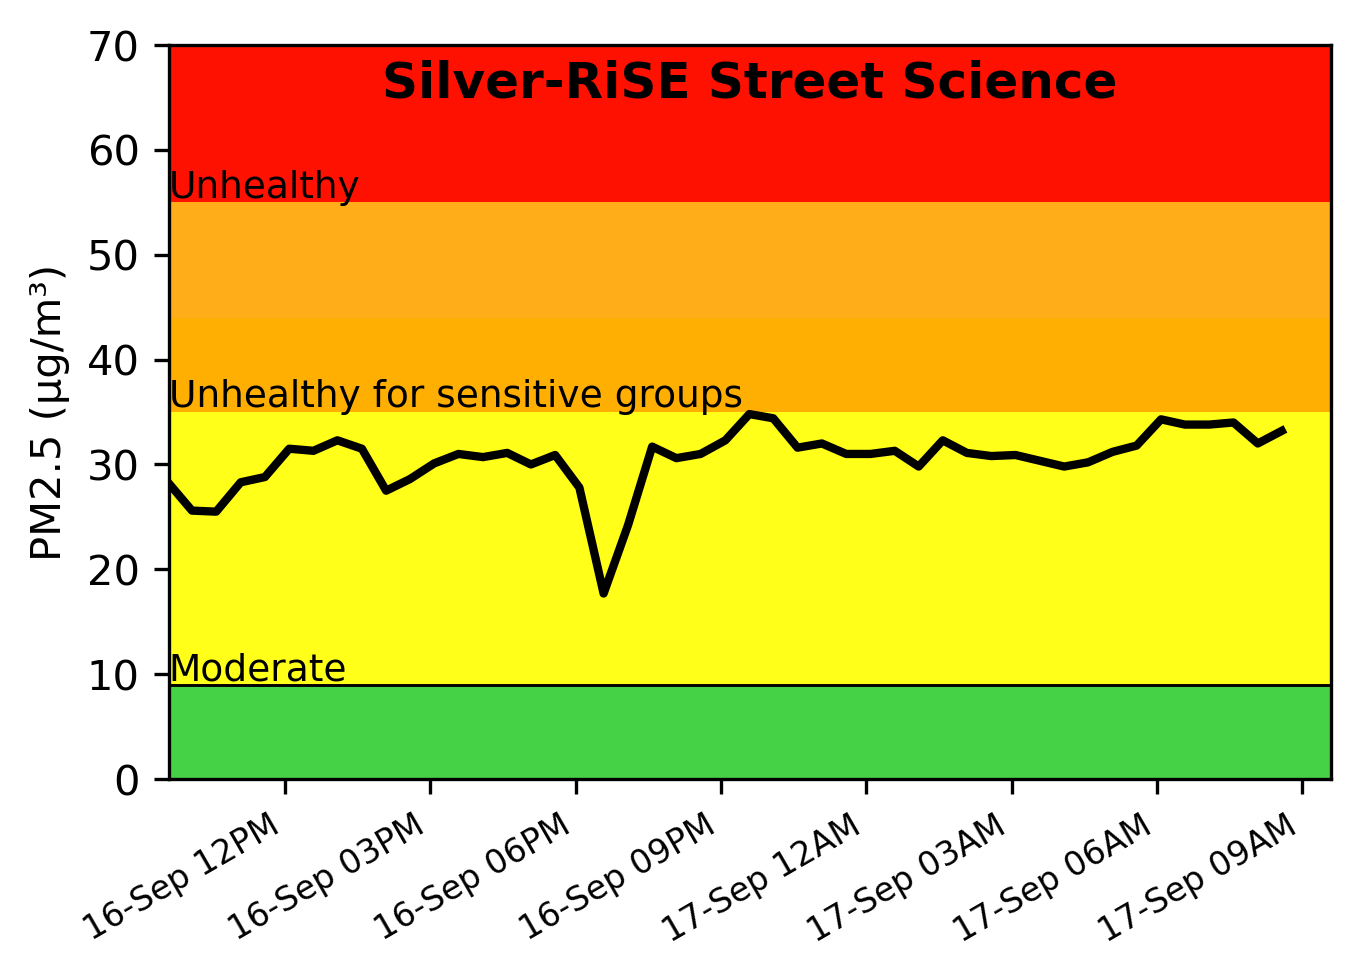 70
Silver-RiSE Street Science
60
Unhealthy
50
40
Unhealthy for sensitive groups
30
20
10
Moderate
0
PM2.5 (µg/m³)
16-Sep 12PM
16-Sep 03PM
16-Sep 06PM
16-Sep 09PM
17-Sep 12AM
17-Sep 03AM
17-Sep 06AM
17-Sep 09AM